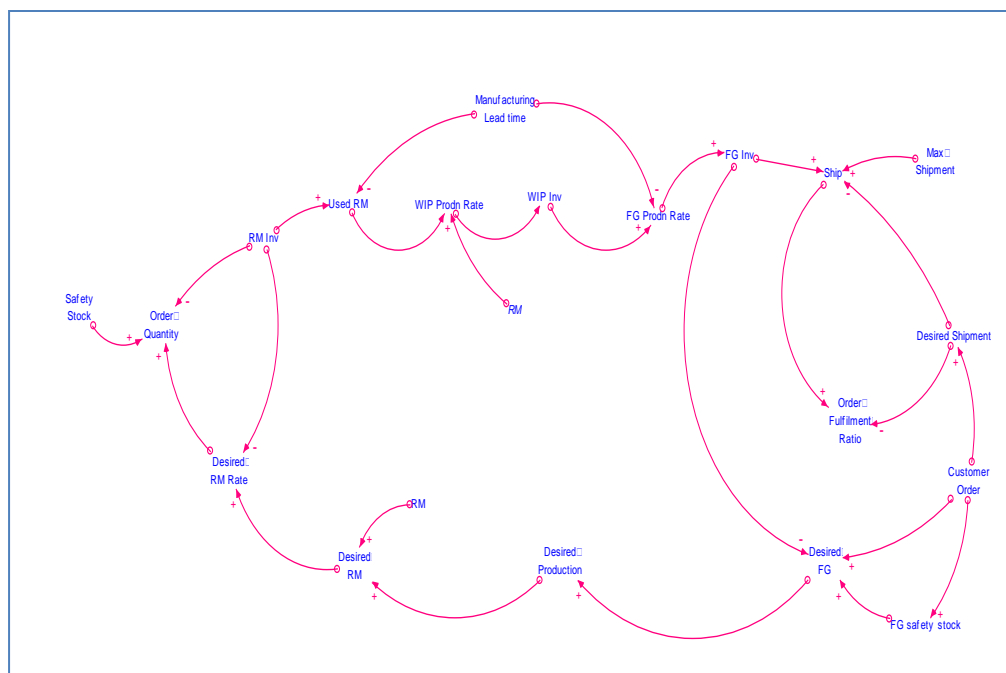 Manufacturing
Lead time
+
FG Inv
+
Ship
+
Max
Shipment
-
-
-
+
Used RM
WIP Prodn Rate
WIP Inv
FG Prodn Rate
+
+
RM Inv
-
RM
Safety
Stock
Order
Quantity
+
+
Desired Shipment
+
+
Order
Fulfilment
Ratio
-
-
Desired
RM Rate
+
Customer
Order
RM
+
Desired
RM
+
Desired
Production
+
-
Desired
FG
+
+
+
FG safety stock